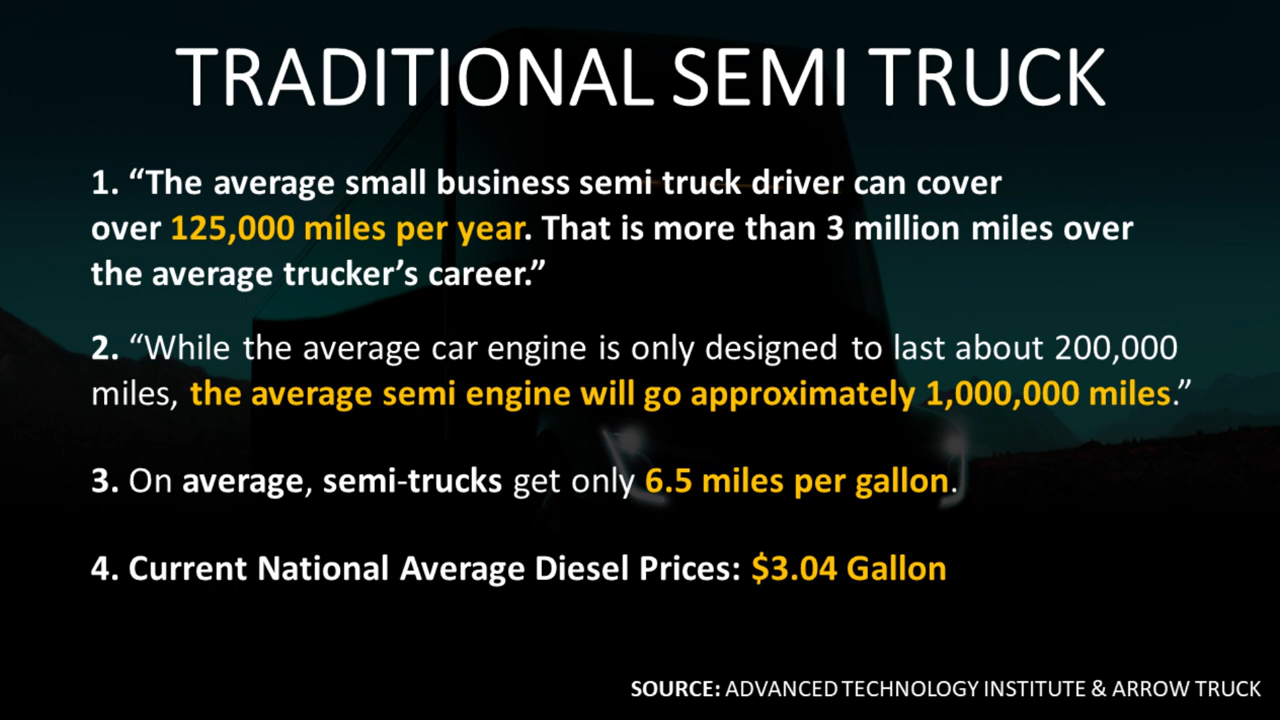 TRADITIONAL SEMI TRUCK
1. “The average small business semi truck driver can cover
over 125,000 miles per year. That is more than 3 million miles over
the average trucker’s career.”
2. “While the average car engine is only designed to last about 200,000
miles, the average semi engine will go approximately 1,000,000 miles.”
3. On average, semi-trucks get only 6.5 miles per gallon.
4. Current National Average Diesel Prices: $3.04 Gallon
SOURCE: ADVANCED TECHNOLOGY INSTITUTE & ARROW TRUCK